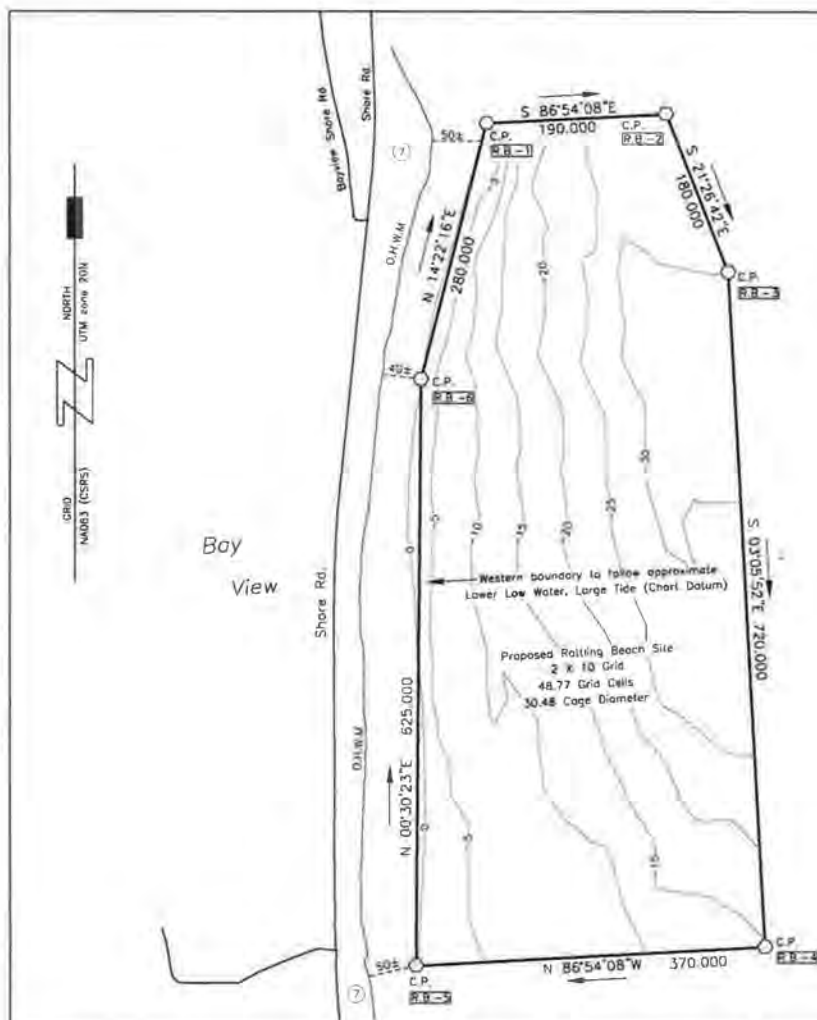 Bayview Shore Rd
Shore Rd.
S 86°54'08"E
190.000
C.P.
R.B.-1
C.P.
R.B.-2
50±
7
S 21°26'42"E
180.000
O.H.W.M
N 14°22'16"E
280.000
-5
-20
C.P.
R.B.-3
GRID NORTH
NAD83 (CSRS) UTM zone 20N
40±
C.P.
R.B.-6
-30
-25
-5
-10
-15
-20
0
S 03°05'52"E 720.000
Bay
View
Shore Rd.
Western boundary to follow approximate
Lower Low Water, Large Tide (Chart Datum)
Proposed Rattling Beach Site
2 X 10 Grid
48.77 Grid Cells
30.48 Cage Diameter
N 00°30'23"E 625.000
O.H.W.M
0
-5
-15
50±
C.P.
R.B.-5
7
N 86°54'08"W 370.000
C.P.
R.B.-4